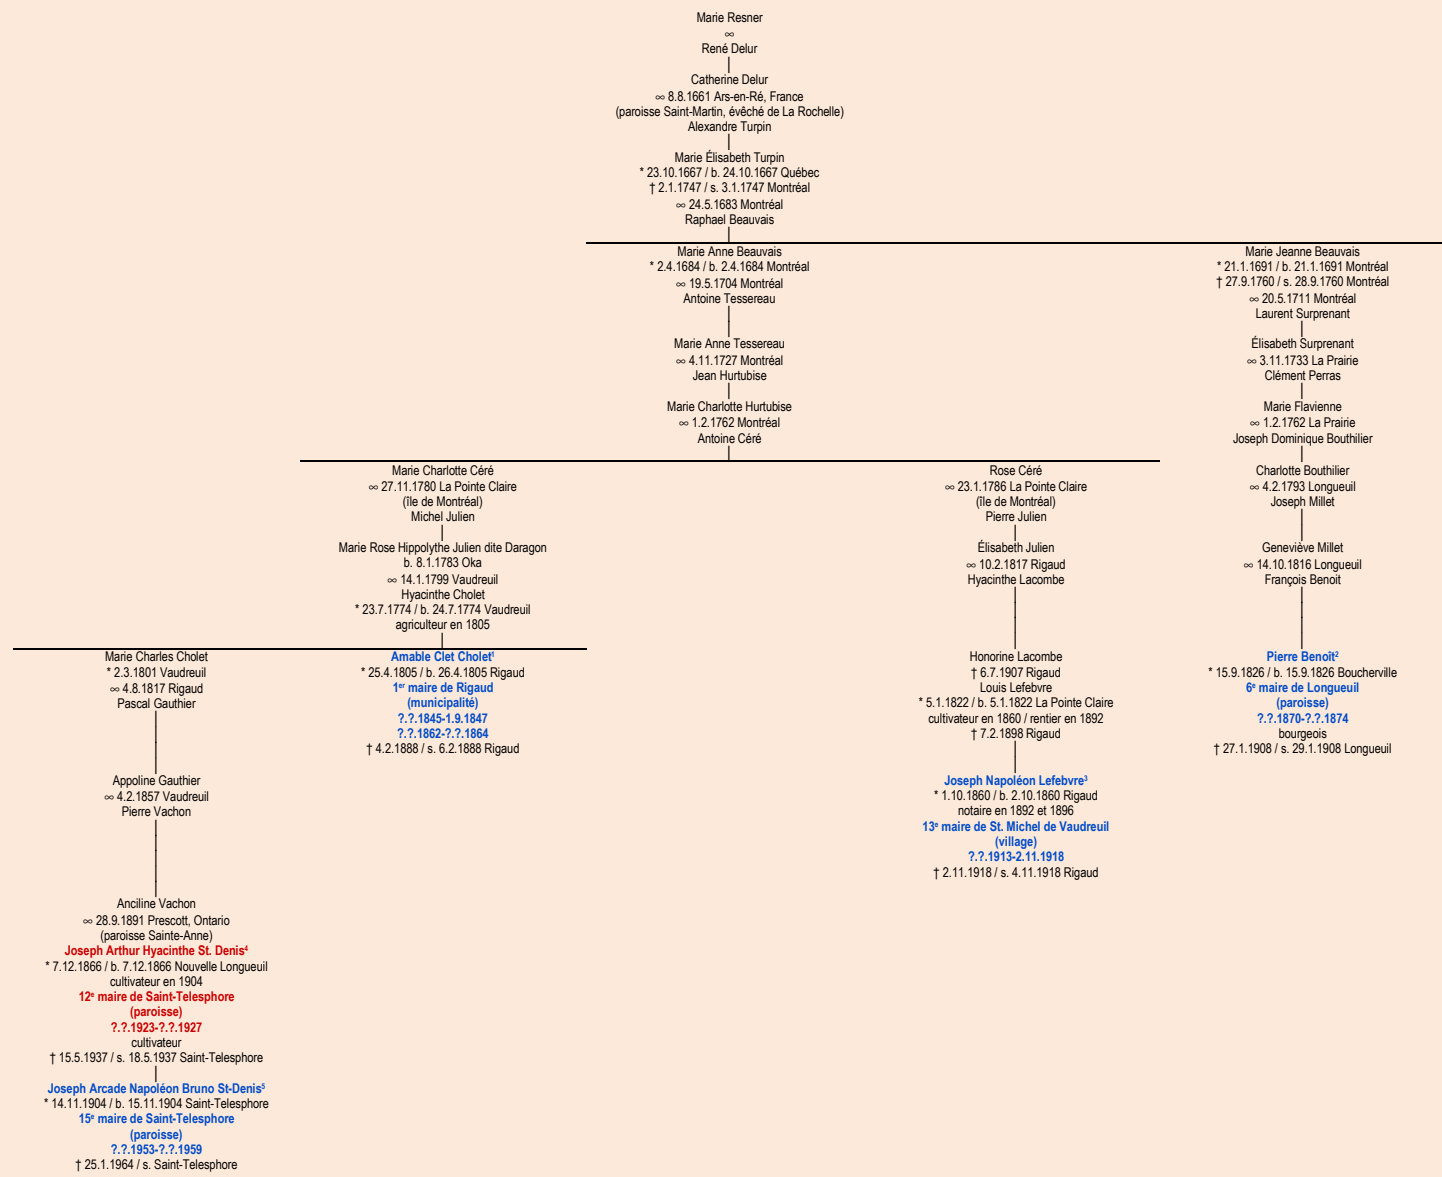 Marie Resner
∞
René Delur
Catherine Delur
∞ 8.8.1661 Ars-en-Ré, France
(paroisse Saint-Martin, évêché de La Rochelle)
Alexandre Turpin
Marie Élisabeth Turpin
* 23.10.1667 / b. 24.10.1667 Québec
† 2.1.1747 / s. 3.1.1747 Montréal
∞ 24.5.1683 Montréal
Raphael Beauvais
Marie Anne Beauvais
* 2.4.1684 / b. 2.4.1684 Montréal
∞ 19.5.1704 Montréal
Antoine Tessereau
Marie Anne Tessereau
∞ 4.11.1727 Montréal
Jean Hurtubise
Marie Charlotte Hurtubise
∞ 1.2.1762 Montréal
Antoine Céré
Marie Jeanne Beauvais
* 21.1.1691 / b. 21.1.1691 Montréal
† 27.9.1760 / s. 28.9.1760 Montréal
∞ 20.5.1711 Montréal
Laurent Surprenant
Élisabeth Surprenant
∞ 3.11.1733 La Prairie
Clément Perras
Marie Flavienne
∞ 1.2.1762 La Prairie
Joseph Dominique Bouthilier
Charlotte Bouthilier
∞ 4.2.1793 Longueuil
Joseph Millet
Geneviève Millet
∞ 14.10.1816 Longueuil
François Benoit
Pierre Benoît²
* 15.9.1826 / b. 15.9.1826 Boucherville
6e maire de Longueuil
(paroisse)
?.?.1870-?.?.1874
bourgeois
† 27.1.1908 / s. 29.1.1908 Longueuil
Marie Charlotte Céré
∞ 27.11.1780 La Pointe Claire
(île de Montréal)
Michel Julien
Marie Rose Hippolythe Julien dite Daragon
b. 8.1.1783 Oka
∞ 14.1.1799 Vaudreuil
Hyacinthe Cholet
* 23.7.1774 / b. 24.7.1774 Vaudreuil
agriculteur en 1805
Rose Céré
∞ 23.1.1786 La Pointe Claire
(île de Montréal)
Pierre Julien
Élisabeth Julien
∞ 10.2.1817 Rigaud
Hyacinthe Lacombe
Honorine Lacombe
† 6.7.1907 Rigaud
Louis Lefebvre
* 5.1.1822 / b. 5.1.1822 La Pointe Claire
cultivateur en 1860 / rentier en 1892
† 7.2.1898 Rigaud
Joseph Napoléon Lefebvre³
* 1.10.1860 / b. 2.10.1860 Rigaud
notaire en 1892 et 1896
13e maire de St. Michel de Vaudreuil
(village)
?.?.1913-2.11.1918
† 2.11.1918 / s. 4.11.1918 Rigaud
Marie Charles Cholet
* 2.3.1801 Vaudreuil
∞ 4.8.1817 Rigaud
Pascal Gauthier
Amable Clet Cholet¹
* 25.4.1805 / b. 26.4.1805 Rigaud
1er maire de Rigaud
(municipalité)
?.?.1845-1.9.1847
?.?.1862-?.?.1864
† 4.2.1888 / s. 6.2.1888 Rigaud
Appoline Gauthier
∞ 4.2.1857 Vaudreuil
Pierre Vachon
Anciline Vachon
∞ 28.9.1891 Prescott, Ontario
(paroisse Sainte-Anne)
Joseph Arthur Hyacinthe St. Denis⁴
* 7.12.1866 / b. 7.12.1866 Nouvelle Longueuil
cultivateur en 1904
12e maire de Saint-Telesphore
(paroisse)
?.?.1923-?.?.1927
cultivateur
† 15.5.1937 / s. 18.5.1937 Saint-Telesphore
Joseph Arcade Napoléon Bruno St-Denis⁵
* 14.11.1904 / b. 15.11.1904 Saint-Telesphore
15e maire de Saint-Telesphore
(paroisse)
?.?.1953-?.?.1959
† 25.1.1964 / s. Saint-Telesphore